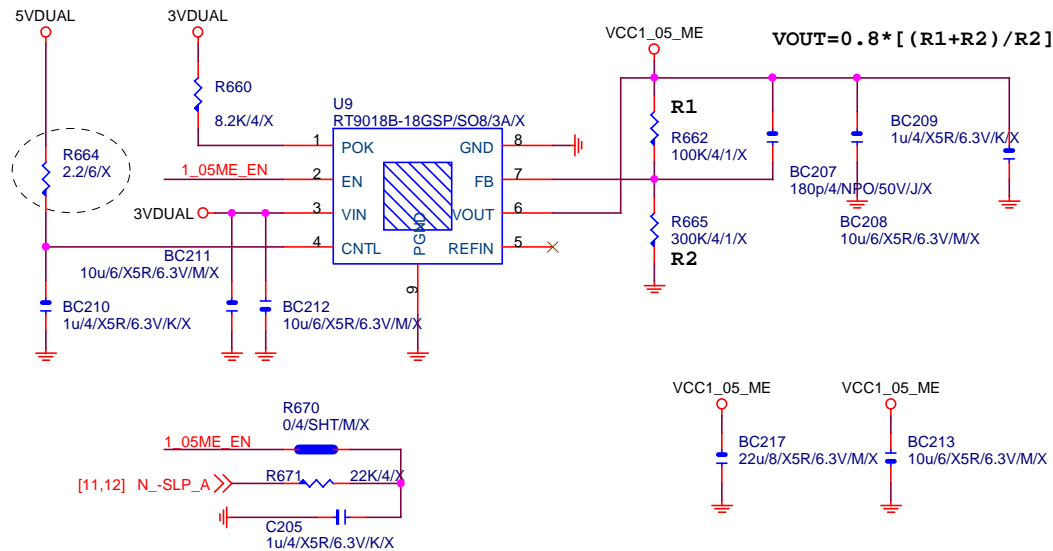 5VDUAL
3VDUAL
VCC1_05_ME
VOUT=0.8*[(R1+R2)/R2]
R660
8.2K/4/X
U9
RT9018B-18GSP/SO8/3A/X
R1
R662
100K/4/1/X
BC209
1u/4/X5R/6.3V/K/X
R664
2.2/6/X
1_05ME_EN
3VDUAL
1
POK
2
EN
3
VIN
4
CNTL
GND
8
FB
7
VOUT
6
REFIN
5
PGND
9
BC207
180p/4/NPO/50V/J/X
BC208
10u/6/X5R/6.3V/M/X
R665
300K/4/1/X
R2
BC211
10u/6/X5R/6.3V/M/X
BC210
1u/4/X5R/6.3V/K/X
BC212
10u/6/X5R/6.3V/M/X
R670
0/4/SHT/M/X
1_05ME_EN
[11,12] N_-SLP_A
R671
22K/4/X
C205
1u/4/X5R/6.3V/K/X
VCC1_05_ME
BC217
22u/8/X5R/6.3V/M/X
VCC1_05_ME
BC213
10u/6/X5R/6.3V/M/X